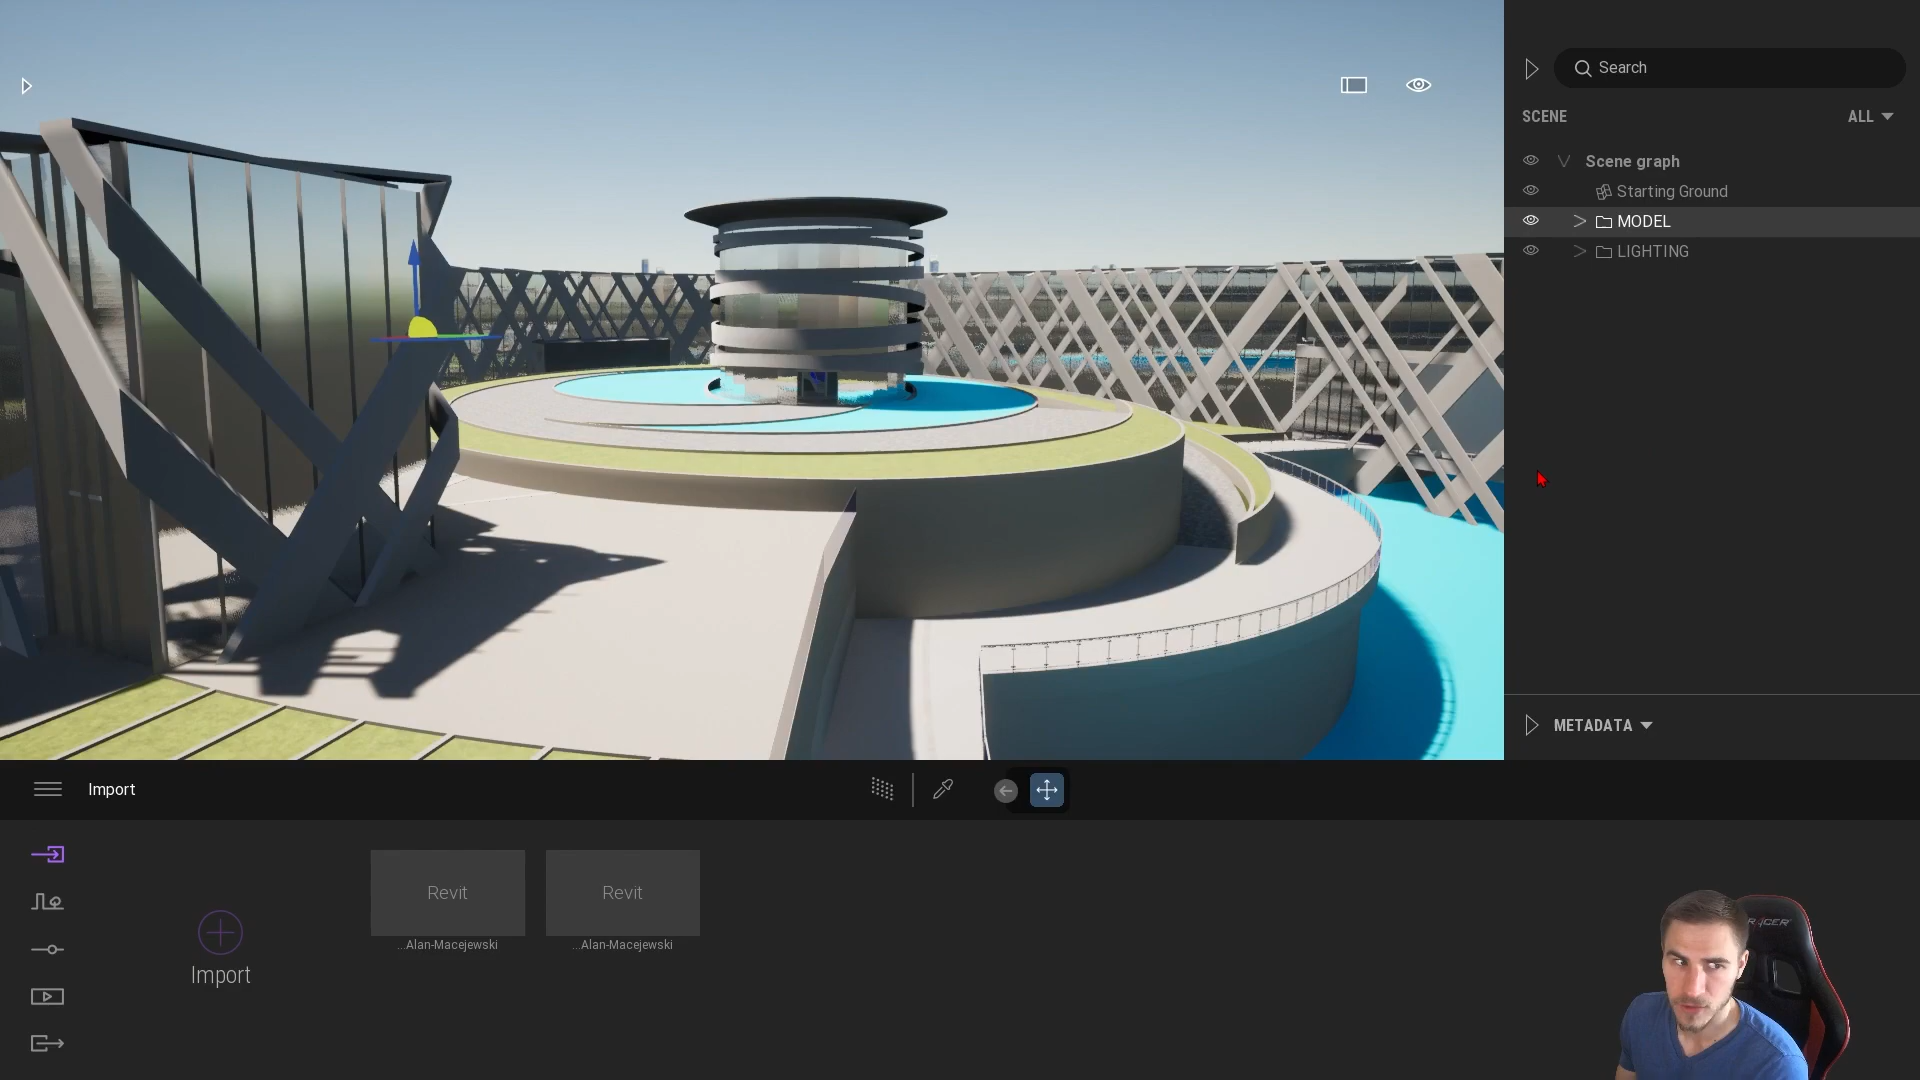 Search
SCENE
ALL
Scene graph
Starting Ground
MODEL
LIGHTING
METADATA
Import
Revit
Revit
...Alan-Macejewski
...Alan-Macejewski
Import